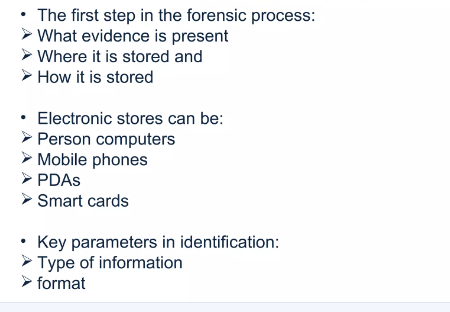 • The first step in the forensic process:
➢ What evidence is present
➢ Where it is stored and
➢ How it is stored
• Electronic stores can be:
➢ Person computers
➢ Mobile phones
➢ PDAs
➢ Smart cards
• Key parameters in identification:
➢ Type of information
➢ format